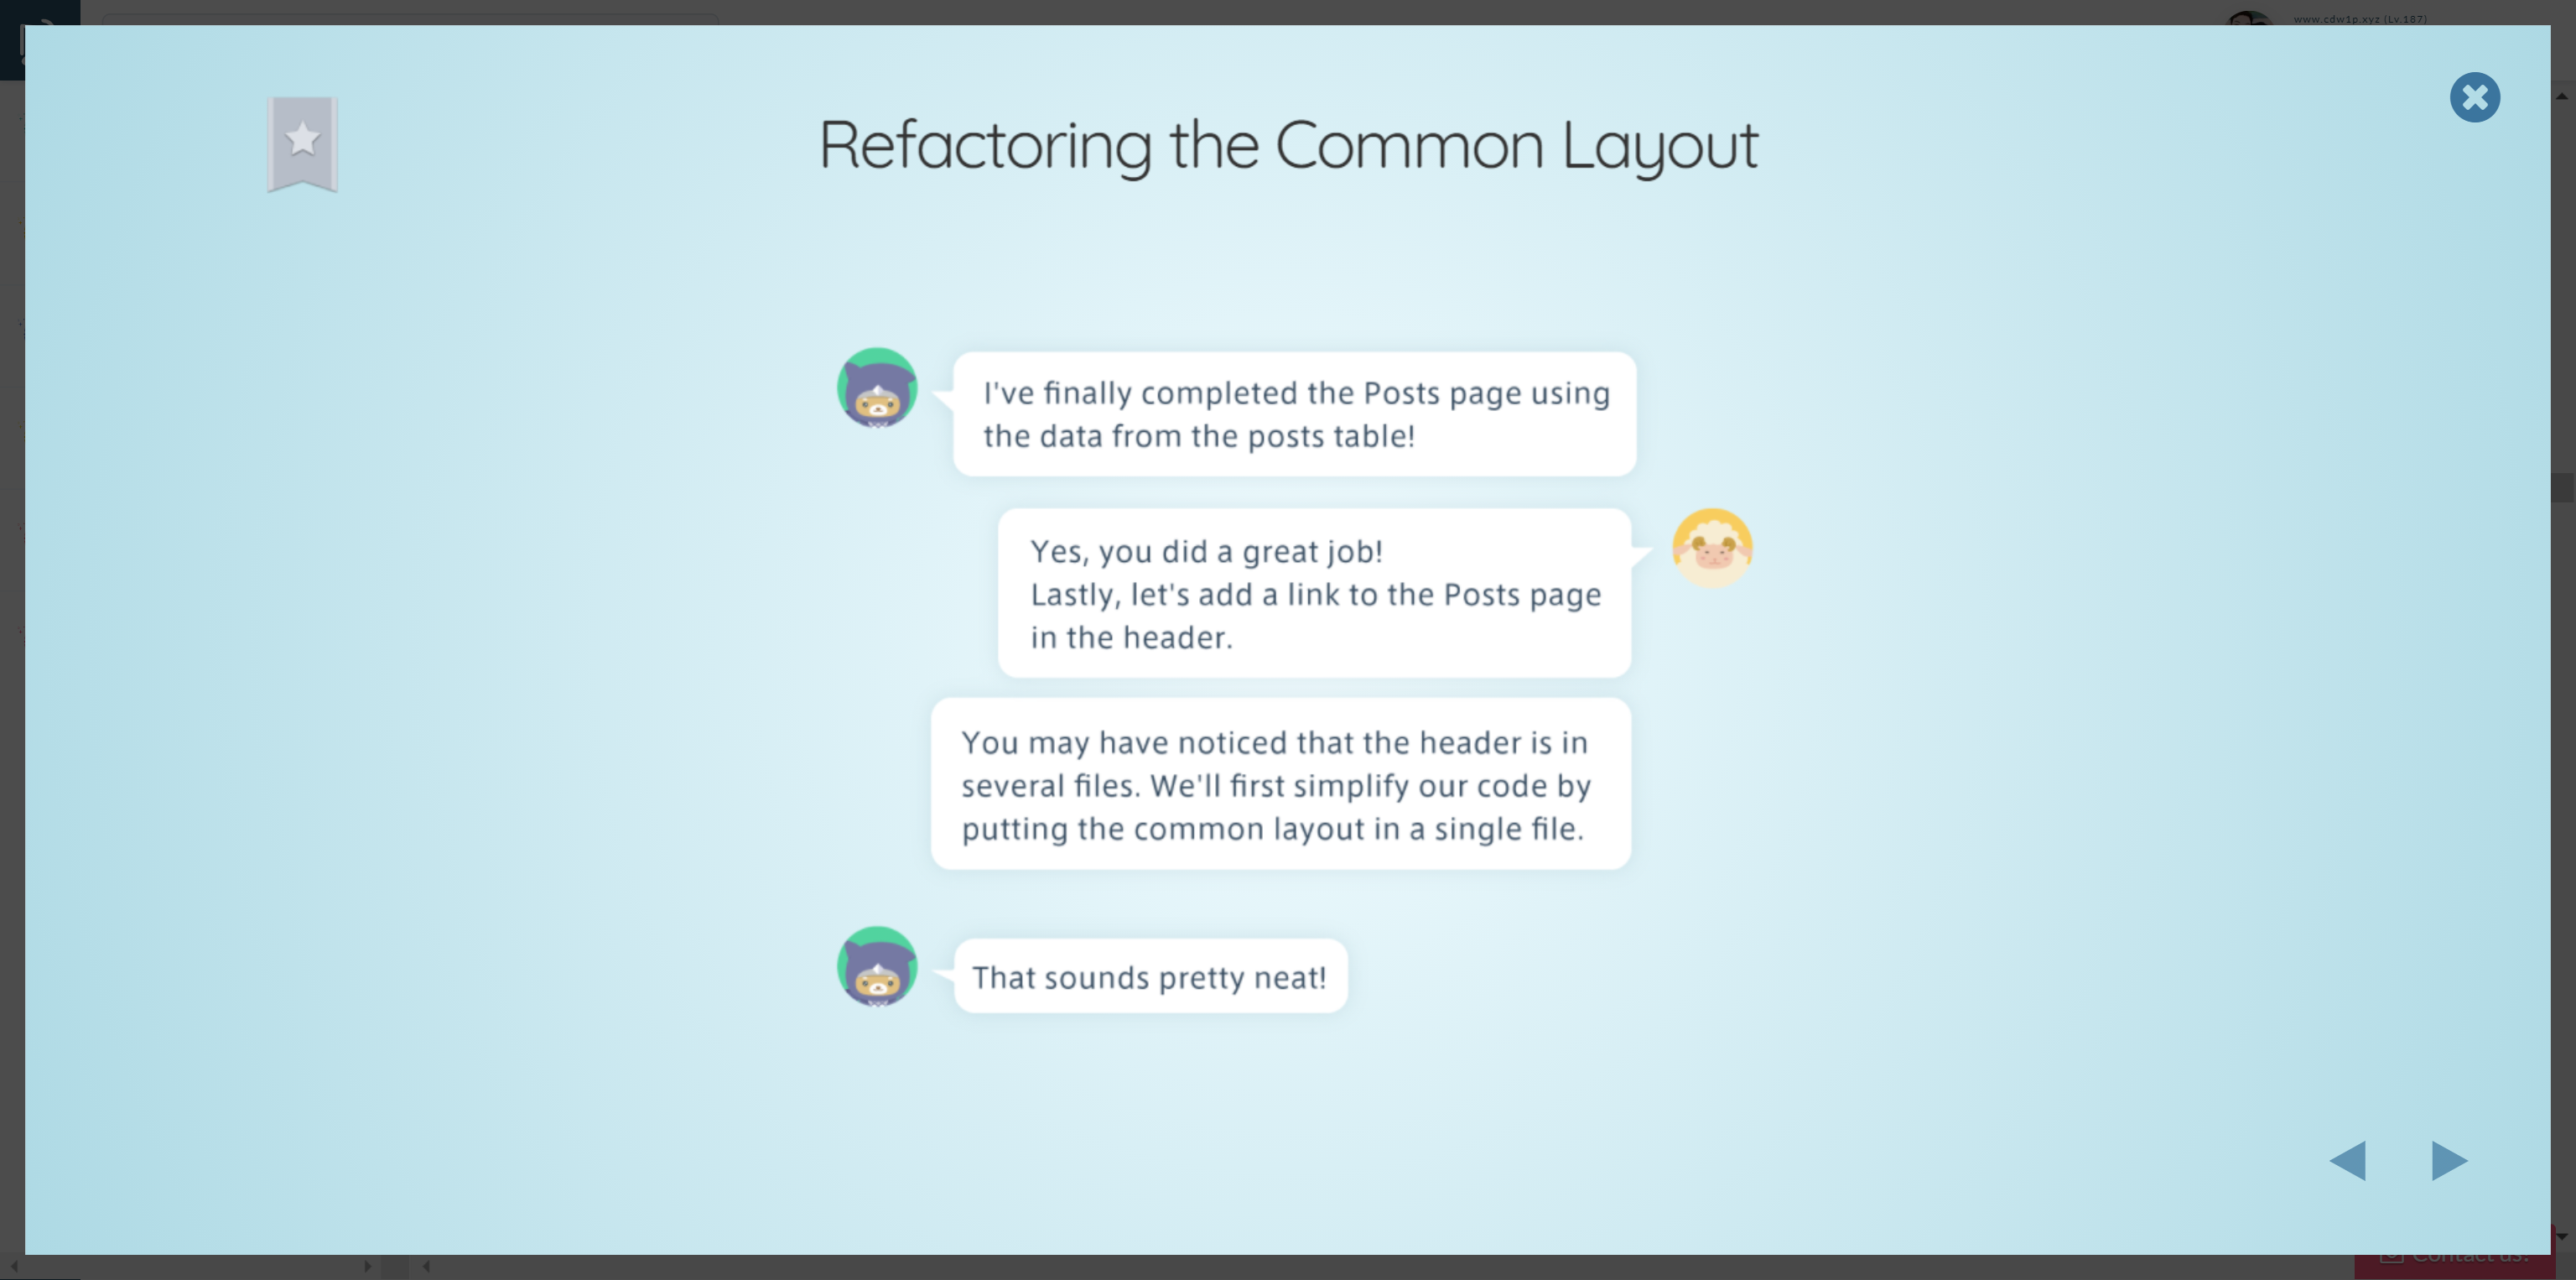 www.cdw1p.xyz (Lv.187)
Refactoring the Common Layout
I've finally completed the Posts page using
the data from the posts table!
Yes, you did a great job!
Lastly, let's add a link to the Posts page
in the header.
You may have noticed that the header is in
several files. We'll first simplify our code by
putting the common layout in a single file.
That sounds pretty neat!
Contact us!